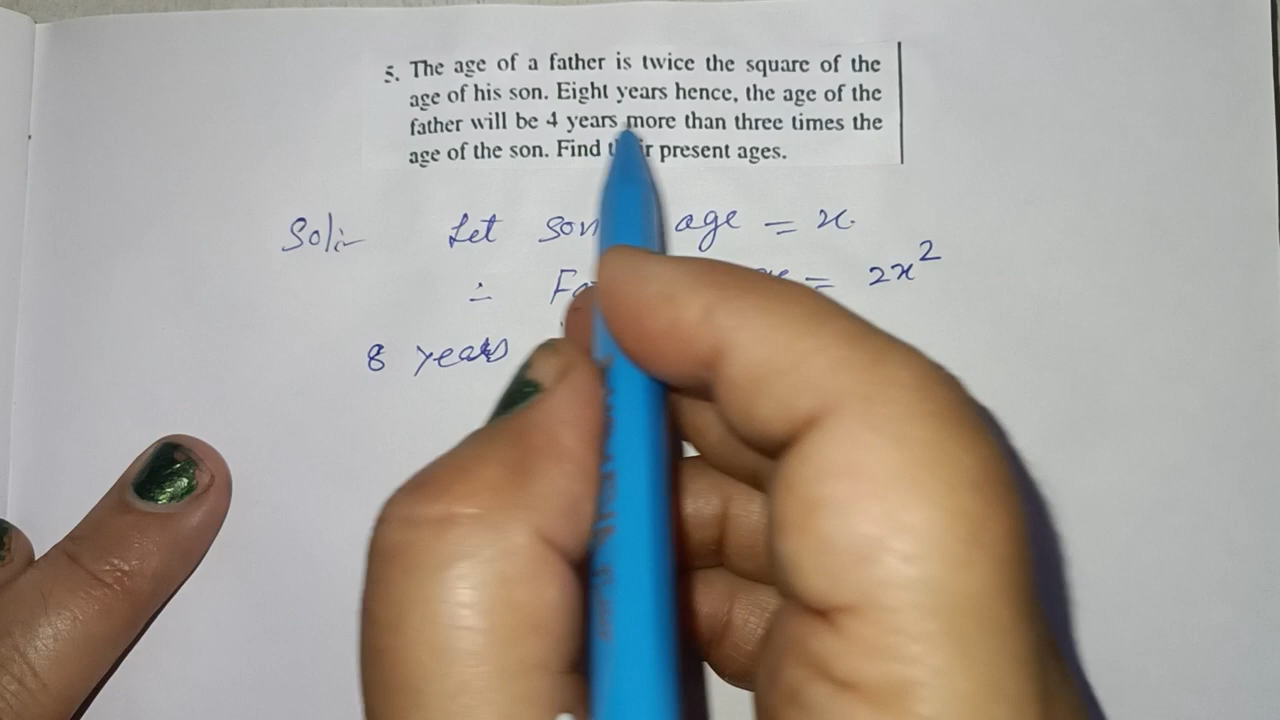 5. The age of a father is twice the square of the
age of his son. Eight years hence, the age of the
father will be 4 years more than three times the
age of the son. Find present ages.
Soln Let son age = x.
∴ = 2x²
8 years